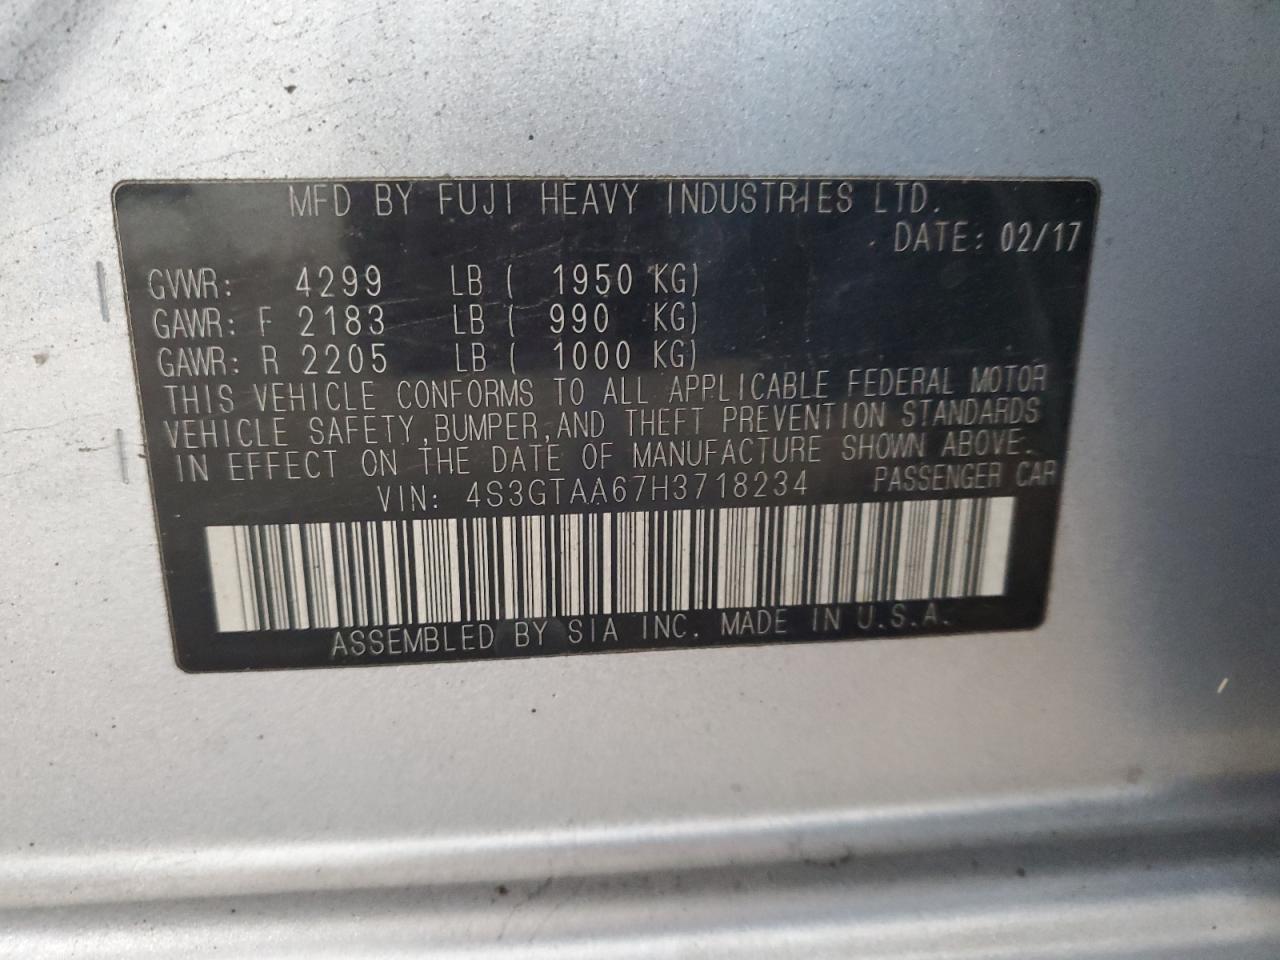 MFD BY FUJI HEAVY INDUSTRIES LTD.
DATE: 02/17
GVWR: 4299 LB ( 1950 KG)
GAWR: F 2183 LB ( 990 KG)
GAWR: R 2205 LB ( 1000 KG)
THIS VEHICLE CONFORMS TO ALL APPLICABLE FEDERAL MOTOR
VEHICLE SAFETY,BUMPER,AND THEFT PREVENTION STANDARDS
IN EFFECT ON THE DATE OF MANUFACTURE SHOWN ABOVE.
VIN: 4S3GTAA67H3718234 PASSENGER CAR
ASSEMBLED BY SIA INC. MADE IN U.S.A.